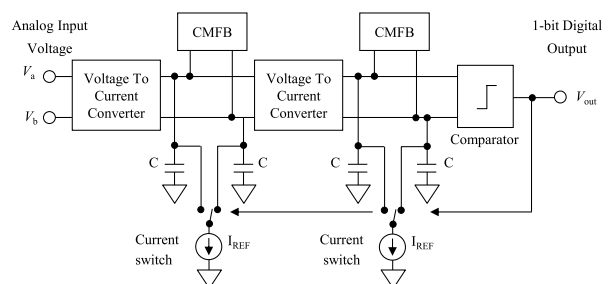 Analog Input
Voltage
CMFB
CMFB
1-bit Digital
Output
Va
Vb
Voltage To
Current
Converter
Voltage To
Current
Converter
Vout
Comparator
C
C
C
C
Current
switch
IREF
Current
switch
IREF